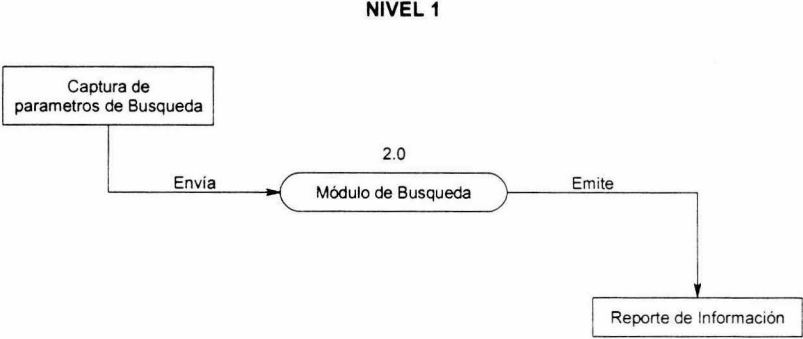 NIVEL 1
Captura de
parametros de Busqueda
2.0
Envía
Módulo de Busqueda
Emite
Reporte de Información